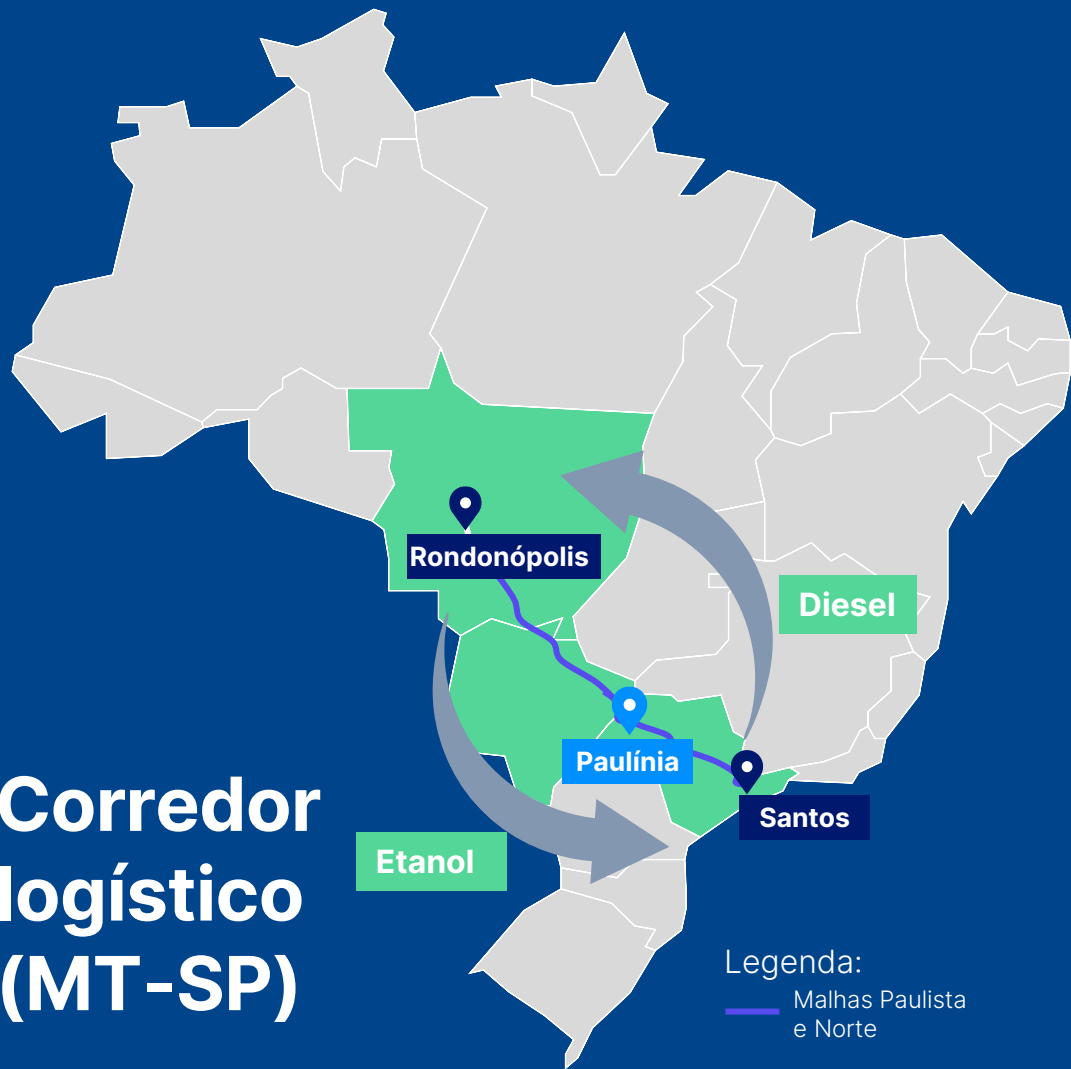 Rondonópolis
Diesel
Paulínia
Santos
Etanol
Corredor
logístico
(MT-SP)
Legenda:
Malhas Paulista
e Norte